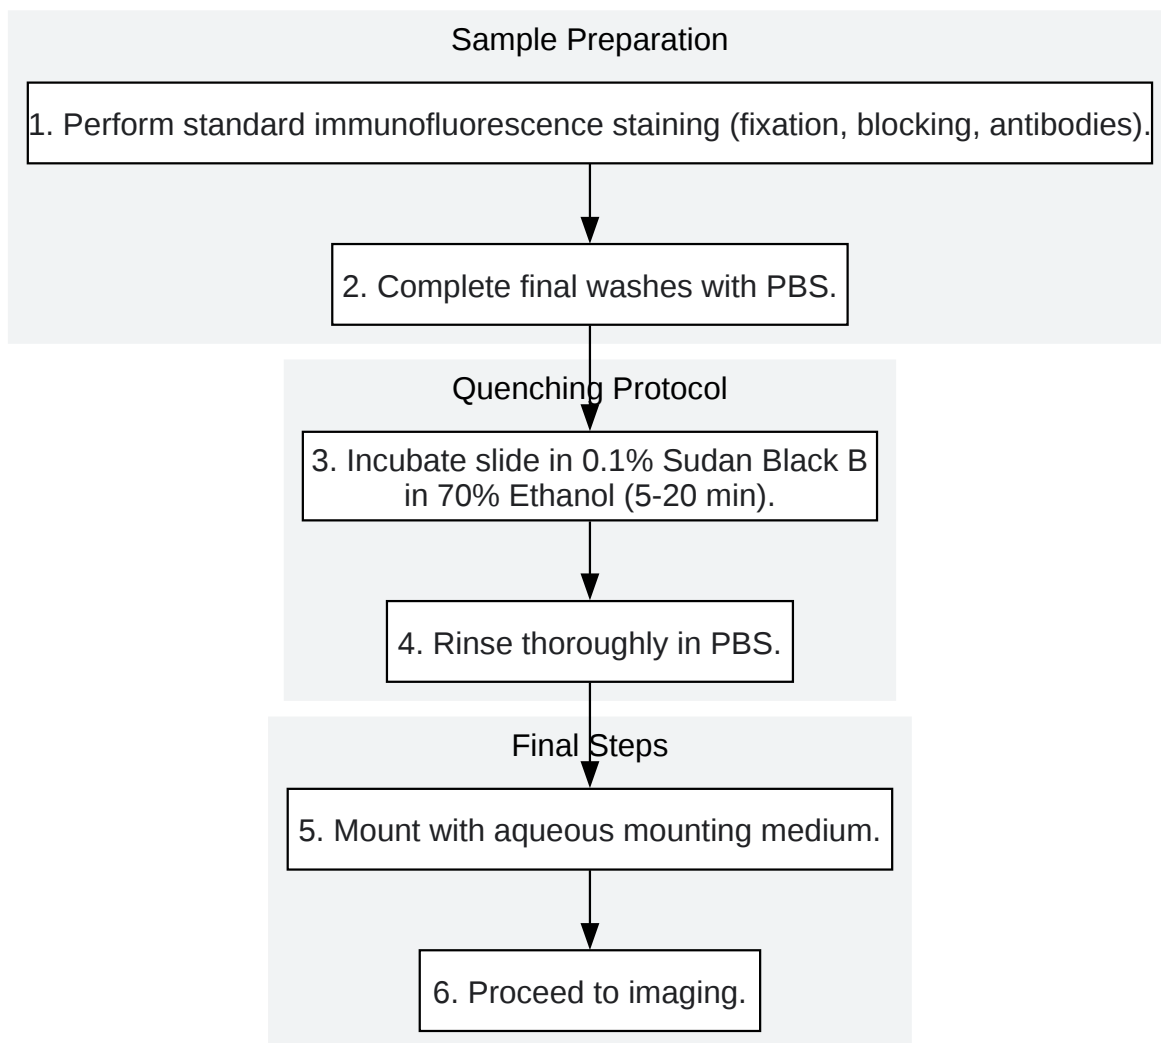 Sample Preparation
1. Perform standard immunofluorescence staining (fixation, blocking, antibodies).
2. Complete final washes with PBS.
Quenching Protocol
3. Incubate slide in 0.1% Sudan Black B
in 70% Ethanol (5-20 min).
4. Rinse thoroughly in PBS.
Final Steps
5. Mount with aqueous mounting medium.
6. Proceed to imaging.